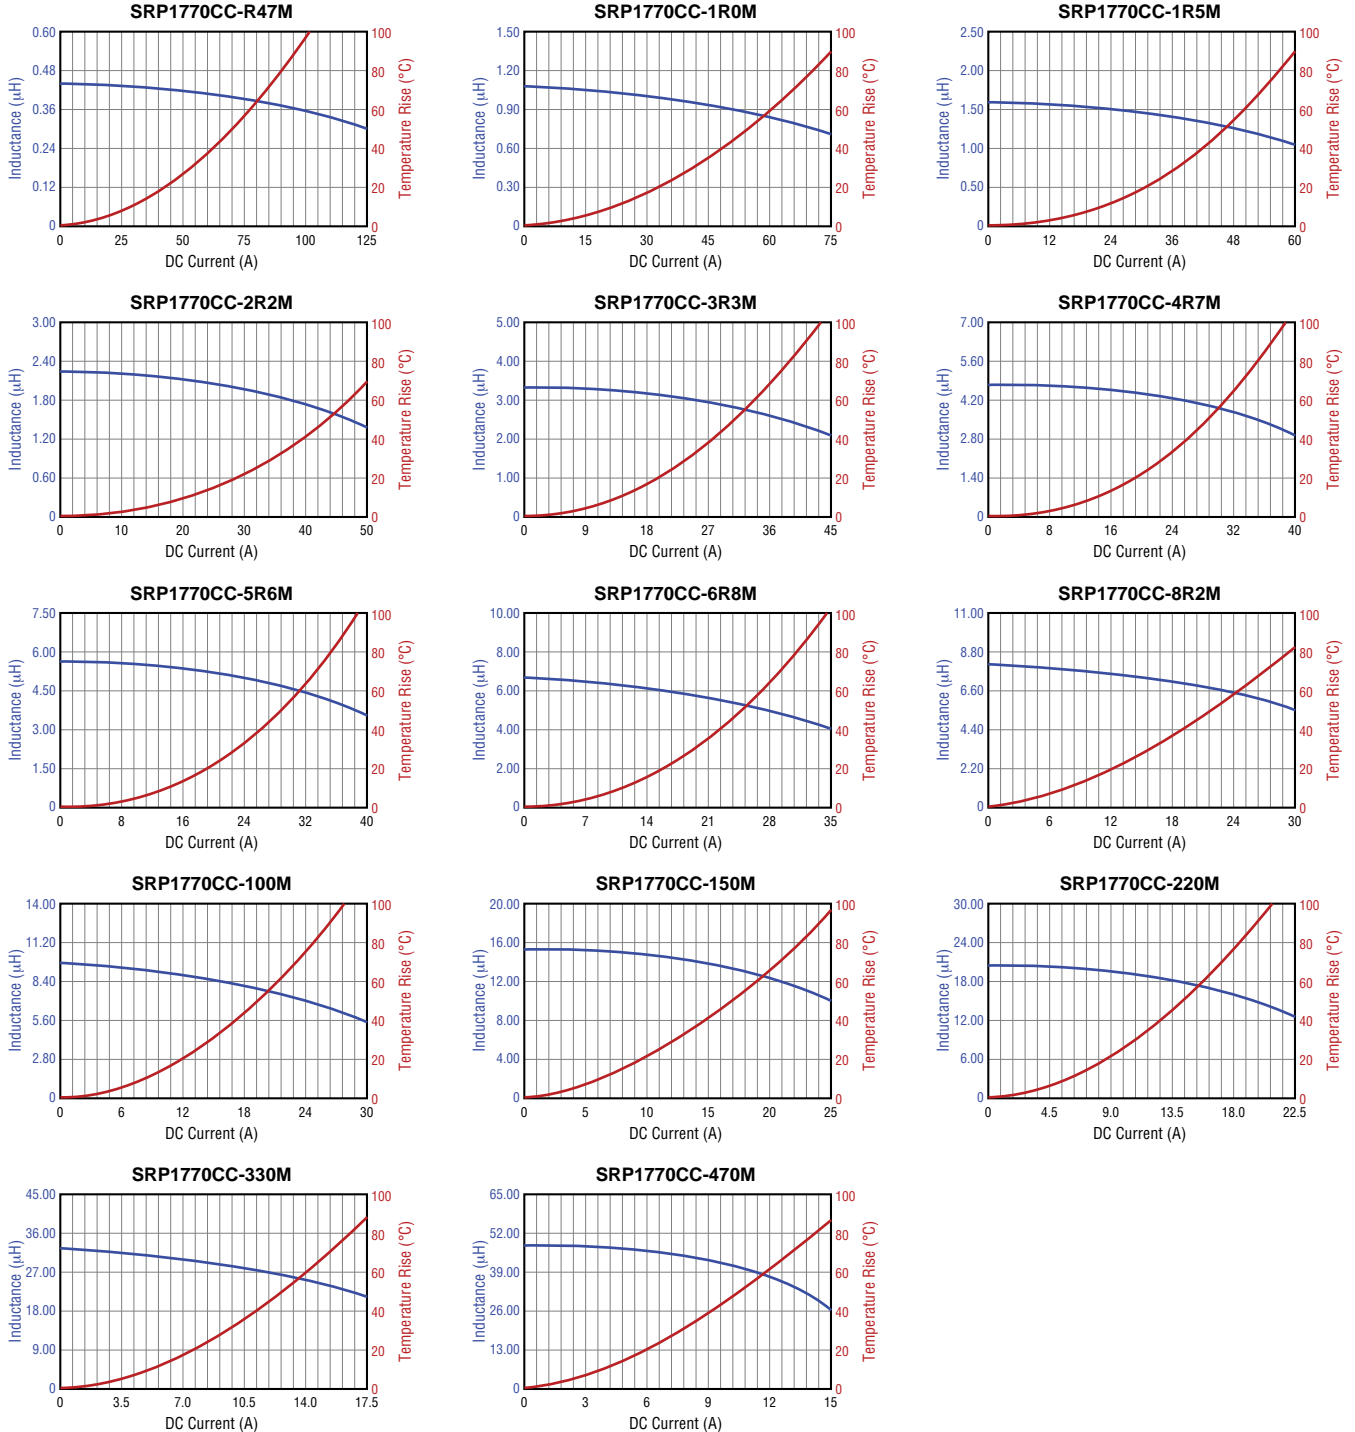 SRP1770CC-R47M
0.60
0.48
0.36
0.24
0.12
0
Inductance (µH)
100
80
60
40
20
0
Temperature Rise (°C)
0 25 50 75 100 125
DC Current (A)
SRP1770CC-1R0M
1.50
1.20
0.90
0.60
0.30
0
Inductance (µH)
100
80
60
40
20
0
Temperature Rise (°C)
0 15 30 45 60 75
DC Current (A)
SRP1770CC-1R5M
2.50
2.00
1.50
1.00
0.50
0
Inductance (µH)
100
80
60
40
20
0
Temperature Rise (°C)
0 12 24 36 48 60
DC Current (A)
SRP1770CC-2R2M
3.00
2.40
1.80
1.20
0.60
0
Inductance (µH)
100
80
60
40
20
0
Temperature Rise (°C)
0 10 20 30 40 50
DC Current (A)
SRP1770CC-3R3M
5.00
4.00
3.00
2.00
1.00
0
Inductance (µH)
100
80
60
40
20
0
Temperature Rise (°C)
0 9 18 27 36 45
DC Current (A)
SRP1770CC-4R7M
7.00
5.60
4.20
2.80
1.40
0
Inductance (µH)
100
80
60
40
20
0
Temperature Rise (°C)
0 8 16 24 32 40
DC Current (A)
SRP1770CC-5R6M
7.50
6.00
4.50
3.00
1.50
0
Inductance (µH)
100
80
60
40
20
0
Temperature Rise (°C)
0 8 16 24 32 40
DC Current (A)
SRP1770CC-6R8M
10.00
8.00
6.00
4.00
2.00
0
Inductance (µH)
100
80
60
40
20
0
Temperature Rise (°C)
0 7 14 21 28 35
DC Current (A)
SRP1770CC-8R2M
11.00
8.80
6.60
4.40
2.20
0
Inductance (µH)
100
80
60
40
20
0
Temperature Rise (°C)
0 6 12 18 24 30
DC Current (A)
SRP1770CC-100M
14.00
11.20
8.40
5.60
2.80
0
Inductance (µH)
100
80
60
40
20
0
Temperature Rise (°C)
0 6 12 18 24 30
DC Current (A)
SRP1770CC-150M
20.00
16.00
12.00
8.00
4.00
0
Inductance (µH)
100
80
60
40
20
0
Temperature Rise (°C)
0 5 10 15 20 25
DC Current (A)
SRP1770CC-220M
30.00
24.00
18.00
12.00
6.00
0
Inductance (µH)
100
80
60
40
20
0
Temperature Rise (°C)
0 4.5 9.0 13.5 18.0 22.5
DC Current (A)
SRP1770CC-330M
45.00
36.00
27.00
18.00
9.00
0
Inductance (µH)
100
80
60
40
20
0
Temperature Rise (°C)
0 3.5 7.0 10.5 14.0 17.5
DC Current (A)
SRP1770CC-470M
65.00
52.00
39.00
26.00
13.00
0
Inductance (µH)
100
80
60
40
20
0
Temperature Rise (°C)
0 3 6 9 12 15
DC Current (A)